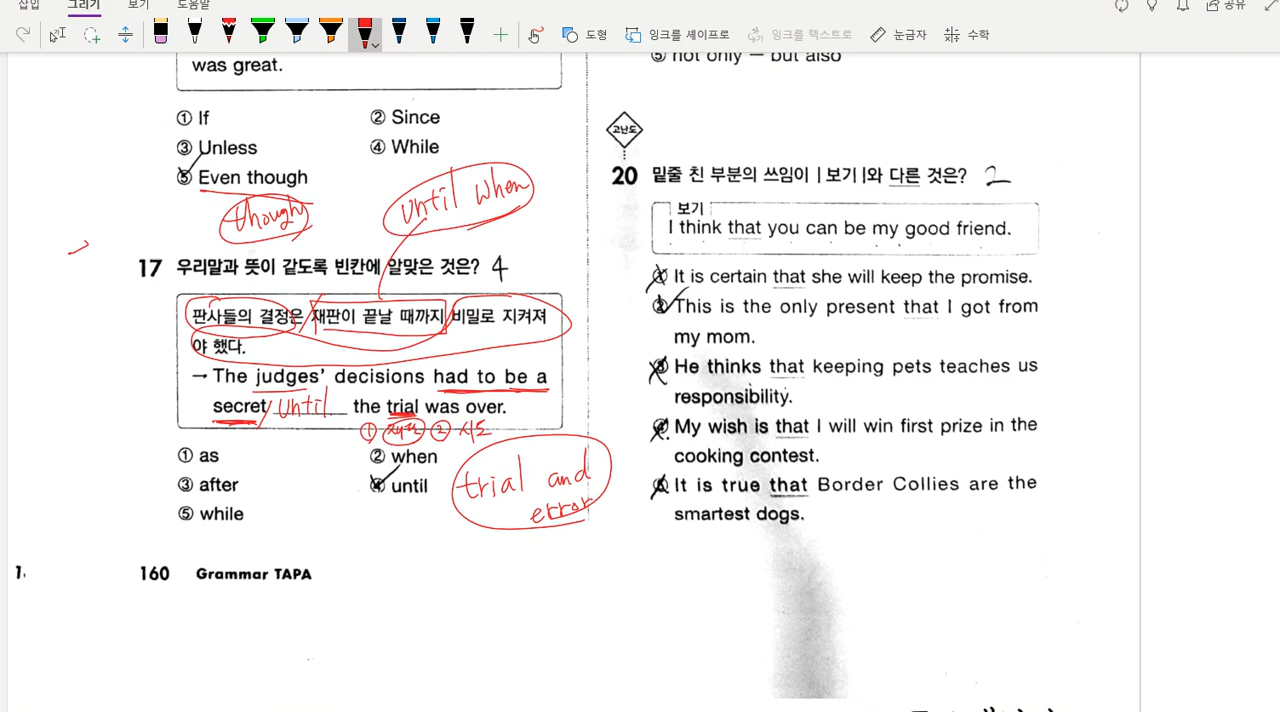 삽입 그리기 보기 도움말 공유
도형 잉크를 셰이프로 잉크를 텍스트로 눈금자 수학
was great.
① If ② Since
③ Unless ④ While
⑤ Even though
though
until when
17 우리말과 뜻이 같도록 빈칸에 알맞은 것은? 4
판사들의 결정은 재판이 끝날 때까지 비밀로 지켜져
야 했다.
→ The judges' decisions had to be a
secret until the trial was over.
① 재판 ② 시도
① as ② when
③ after ④ until
⑤ while
trial and
error
1.
160 Grammar TAPA
⑤ not only – but also
고난도
20 밑줄 친 부분의 쓰임이 |보기|와 다른 것은? 2
보기
I think that you can be my good friend.
① It is certain that she will keep the promise.
② This is the only present that I got from
my mom.
③ He thinks that keeping pets teaches us
responsibility.
④ My wish is that I will win first prize in the
cooking contest.
⑤ It is true that Border Collies are the
smartest dogs.